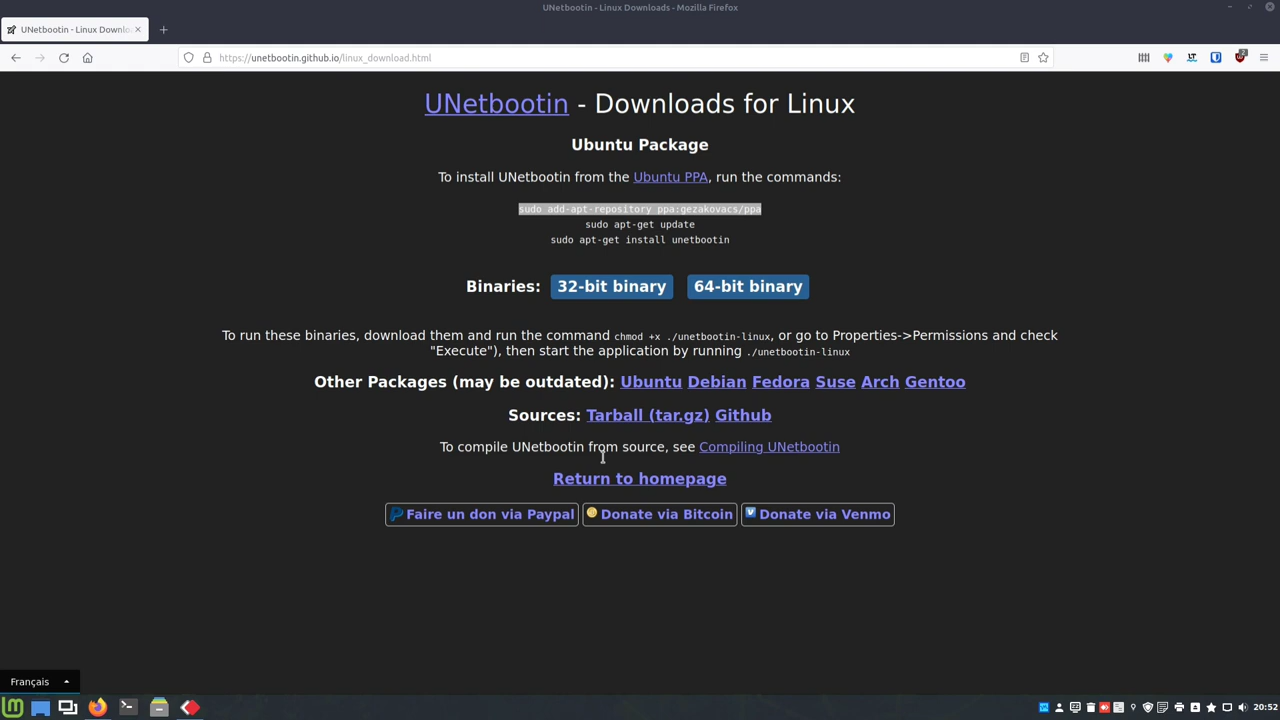 UNetbootin - Linux Downloads - Mozilla Firefox
UNetbootin - Linux Downlo
https://unetbootin.github.io/linux_download.html
UNetbootin - Downloads for Linux
Ubuntu Package
To install UNetbootin from the Ubuntu PPA, run the commands:
sudo add-apt-repository ppa:gezakovacs/ppa
sudo apt-get update
sudo apt-get install unetbootin
Binaries: 32-bit binary 64-bit binary
To run these binaries, download them and run the command chmod +x ./unetbootin-linux, or go to Properties->Permissions and check
"Execute"), then start the application by running ./unetbootin-linux
Other Packages (may be outdated): Ubuntu Debian Fedora Suse Arch Gentoo
Sources: Tarball (tar.gz) Github
To compile UNetbootin from source, see Compiling UNetbootin
Return to homepage
Faire un don via Paypal Donate via Bitcoin Donate via Venmo
Français
20:52